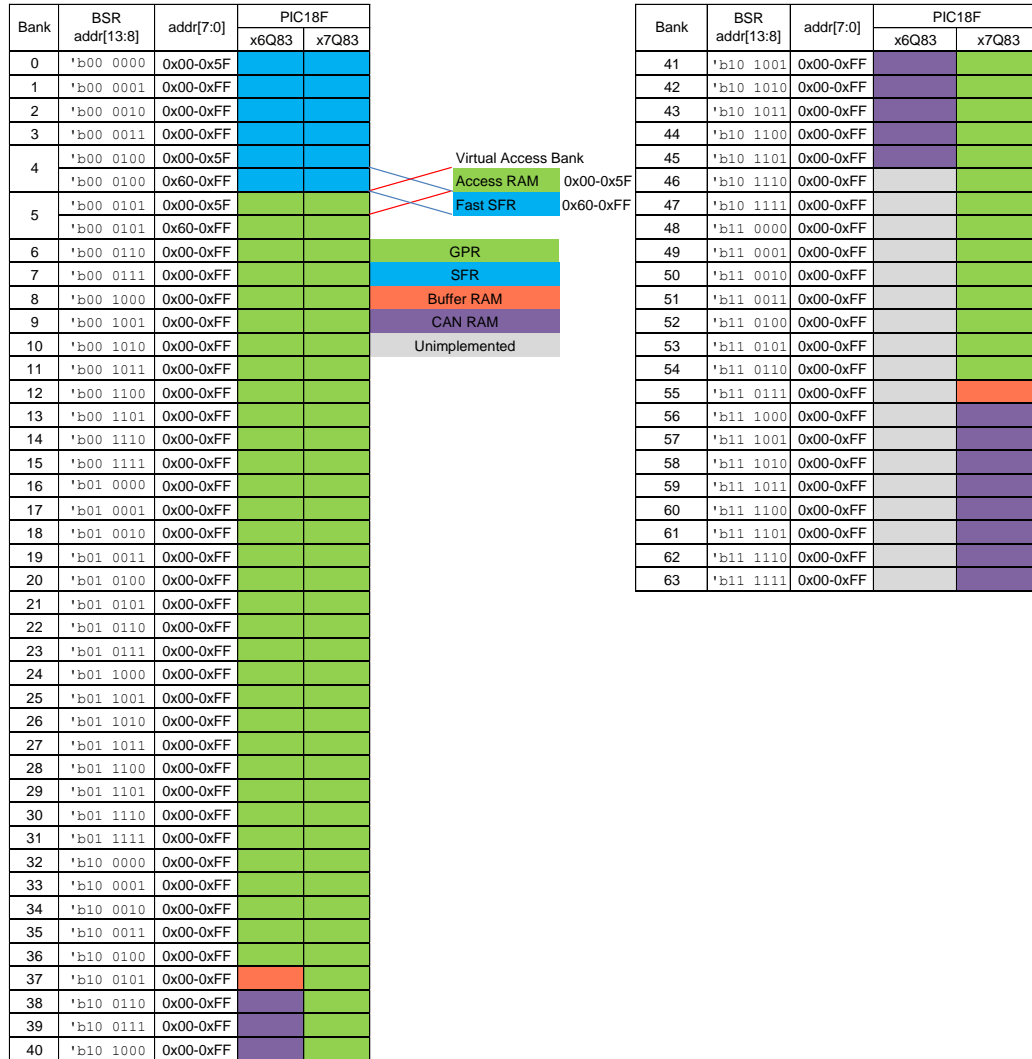 Bank BSR addr[13:8] addr[7:0] PIC18F
x6Q83 x7Q83
0 'b00 0000 0x00-0x5F
1 'b00 0001 0x00-0xFF
2 'b00 0010 0x00-0xFF
3 'b00 0011 0x00-0xFF
4 'b00 0100 0x00-0x5F
'b00 0100 0x60-0xFF
5 'b00 0101 0x00-0x5F
'b00 0101 0x60-0xFF
6 'b00 0110 0x00-0xFF
7 'b00 0111 0x00-0xFF
8 'b00 1000 0x00-0xFF
9 'b00 1001 0x00-0xFF
10 'b00 1010 0x00-0xFF
11 'b00 1011 0x00-0xFF
12 'b00 1100 0x00-0xFF
13 'b00 1101 0x00-0xFF
14 'b00 1110 0x00-0xFF
15 'b00 1111 0x00-0xFF
16 'b01 0000 0x00-0xFF
17 'b01 0001 0x00-0xFF
18 'b01 0010 0x00-0xFF
19 'b01 0011 0x00-0xFF
20 'b01 0100 0x00-0xFF
21 'b01 0101 0x00-0xFF
22 'b01 0110 0x00-0xFF
23 'b01 0111 0x00-0xFF
24 'b01 1000 0x00-0xFF
25 'b01 1001 0x00-0xFF
26 'b01 1010 0x00-0xFF
27 'b01 1011 0x00-0xFF
28 'b01 1100 0x00-0xFF
29 'b01 1101 0x00-0xFF
30 'b01 1110 0x00-0xFF
31 'b01 1111 0x00-0xFF
32 'b10 0000 0x00-0xFF
33 'b10 0001 0x00-0xFF
34 'b10 0010 0x00-0xFF
35 'b10 0011 0x00-0xFF
36 'b10 0100 0x00-0xFF
37 'b10 0101 0x00-0xFF
38 'b10 0110 0x00-0xFF
39 'b10 0111 0x00-0xFF
40 'b10 1000 0x00-0xFF
Virtual Access Bank
Access RAM 0x00-0x5F
Fast SFR 0x60-0xFF
GPR
SFR
Buffer RAM
CAN RAM
Unimplemented
Bank BSR addr[13:8] addr[7:0] PIC18F
x6Q83 x7Q83
41 'b10 1001 0x00-0xFF
42 'b10 1010 0x00-0xFF
43 'b10 1011 0x00-0xFF
44 'b10 1100 0x00-0xFF
45 'b10 1101 0x00-0xFF
46 'b10 1110 0x00-0xFF
47 'b10 1111 0x00-0xFF
48 'b11 0000 0x00-0xFF
49 'b11 0001 0x00-0xFF
50 'b11 0010 0x00-0xFF
51 'b11 0011 0x00-0xFF
52 'b11 0100 0x00-0xFF
53 'b11 0101 0x00-0xFF
54 'b11 0110 0x00-0xFF
55 'b11 0111 0x00-0xFF
56 'b11 1000 0x00-0xFF
57 'b11 1001 0x00-0xFF
58 'b11 1010 0x00-0xFF
59 'b11 1011 0x00-0xFF
60 'b11 1100 0x00-0xFF
61 'b11 1101 0x00-0xFF
62 'b11 1110 0x00-0xFF
63 'b11 1111 0x00-0xFF